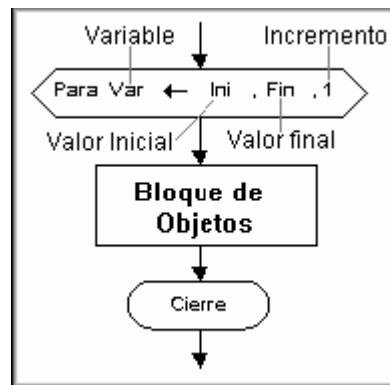 Variable Incremento
Para Var ← Ini , Fin , 1
Valor Inicial Valor final
Bloque de
Objetos
Cierre